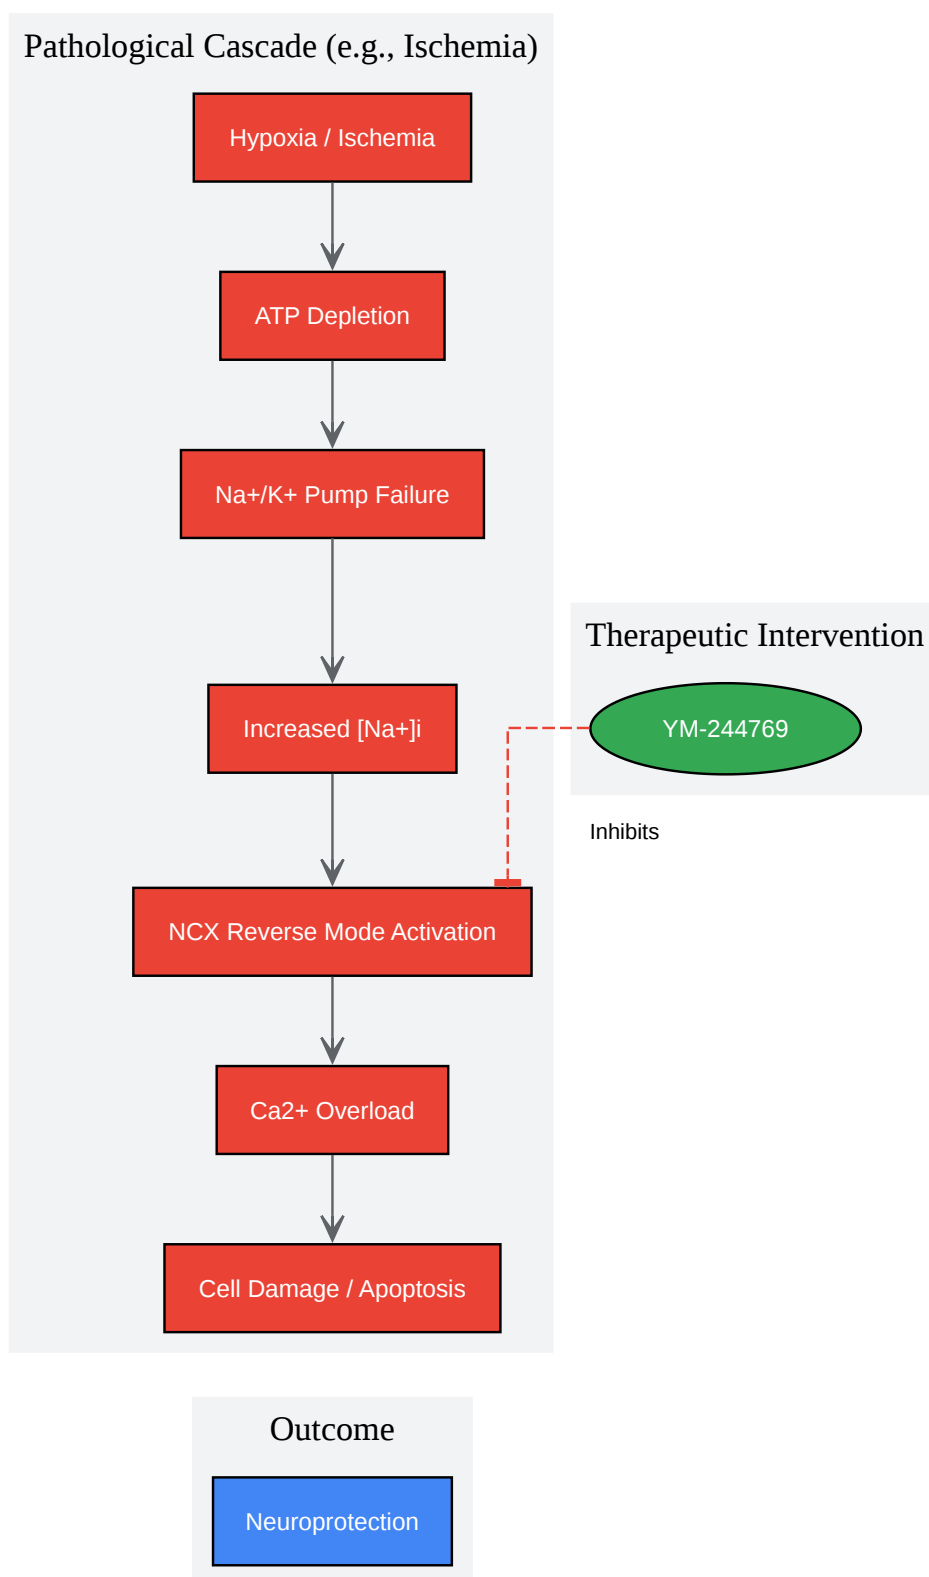 Pathological Cascade (e.g., Ischemia)
Hypoxia / Ischemia
ATP Depletion
Na+/K+ Pump Failure
Therapeutic Intervention
Increased [Na+]i
YM-244769
Inhibits
NCX Reverse Mode Activation
Ca2+ Overload
Cell Damage / Apoptosis
Outcome
Neuroprotection